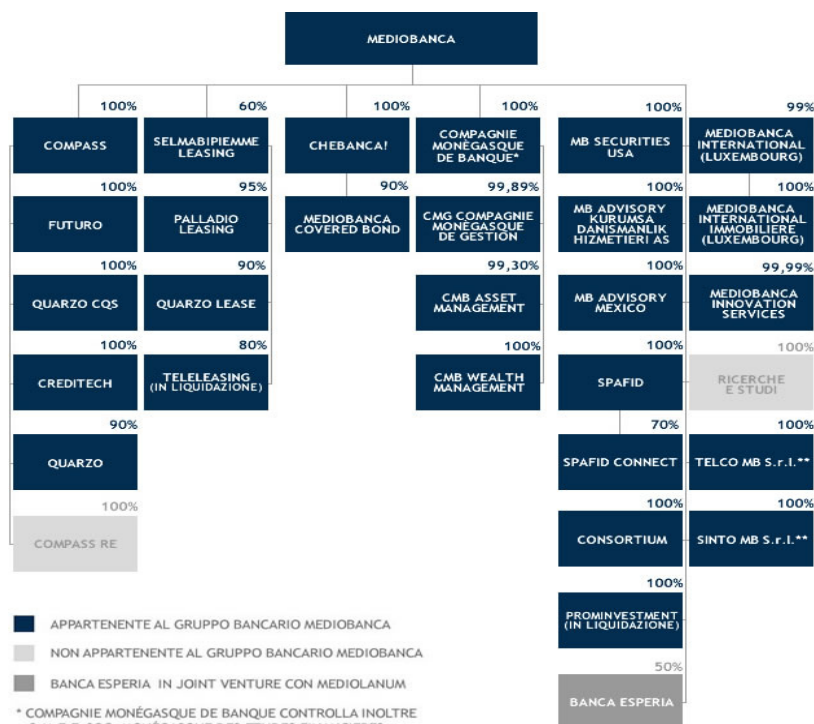 MEDIOBANCA
100%
COMPASS
100%
FUTURO
100%
QUARZO CQS
100%
CREDITECH
90%
QUARZO
100%
COMPASS RE
60%
SELMABIPIEMME
LEASING
95%
PALLADIO
LEASING
90%
QUARZO LEASE
80%
TELELEASING
(IN LIQUIDAZIONE)
100%
CHEBANCA!
90%
MEDIOBANCA
COVERED BOND
100%
COMPAGNIE
MONÉGASQUE
DE BANQUE*
99,89%
CMG COMPAGNIE
MONÉGASQUE
DE GESTIÓN
99,30%
CMB ASSET
MANAGEMENT
100%
CMB WEALTH
MANAGEMENT
100%
MB SECURITIES
USA
100%
MB ADVISORY
KURUMSA
DANISMANLIK
HIZMETIERI AS
100%
MB ADVISORY
MEXICO
100%
SPAFID
70%
SPAFID CONNECT
100%
CONSORTIUM
100%
PROMINVESTMENT
(IN LIQUIDAZIONE)
50%
BANCA ESPERIA
99%
MEDIOBANCA
INTERNATIONAL
(LUXEMBOURG)
100%
MEDIOBANCA
INTERNATIONAL
IMMOBILIERE
(LUXEMBOURG)
99,99%
MEDIOBANCA
INNOVATION
SERVICES
100%
RICERCHE
E STUDI
100%
TELCO MB S.r.l.**
100%
SINTO MB S.r.l.**
APPARTENENTE AL GRUPPO BANCARIO MEDIOBANCA
NON APPARTENENTE AL GRUPPO BANCARIO MEDIOBANCA
BANCA ESPERIA IN JOINT VENTURE CON MEDIOLANUM
* COMPAGNIE MONÉGASQUE DE BANQUE CONTROLLA INOLTRE